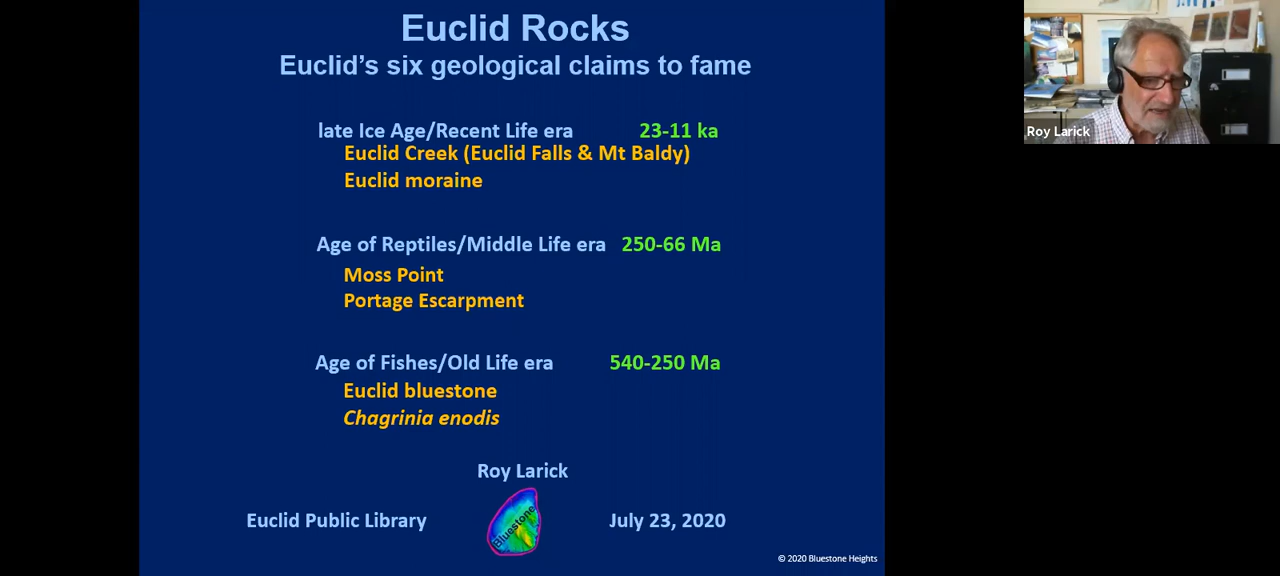 Euclid Rocks
Euclid's six geological claims to fame
late Ice Age/Recent Life era 23-11 ka
Euclid Creek (Euclid Falls & Mt Baldy)
Euclid moraine
Age of Reptiles/Middle Life era 250-66 Ma
Moss Point
Portage Escarpment
Age of Fishes/Old Life era 540-250 Ma
Euclid bluestone
Chagrinia enodis
Roy Larick
Euclid Public Library Bluestone July 23, 2020
© 2020 Bluestone Heights
Roy Larick